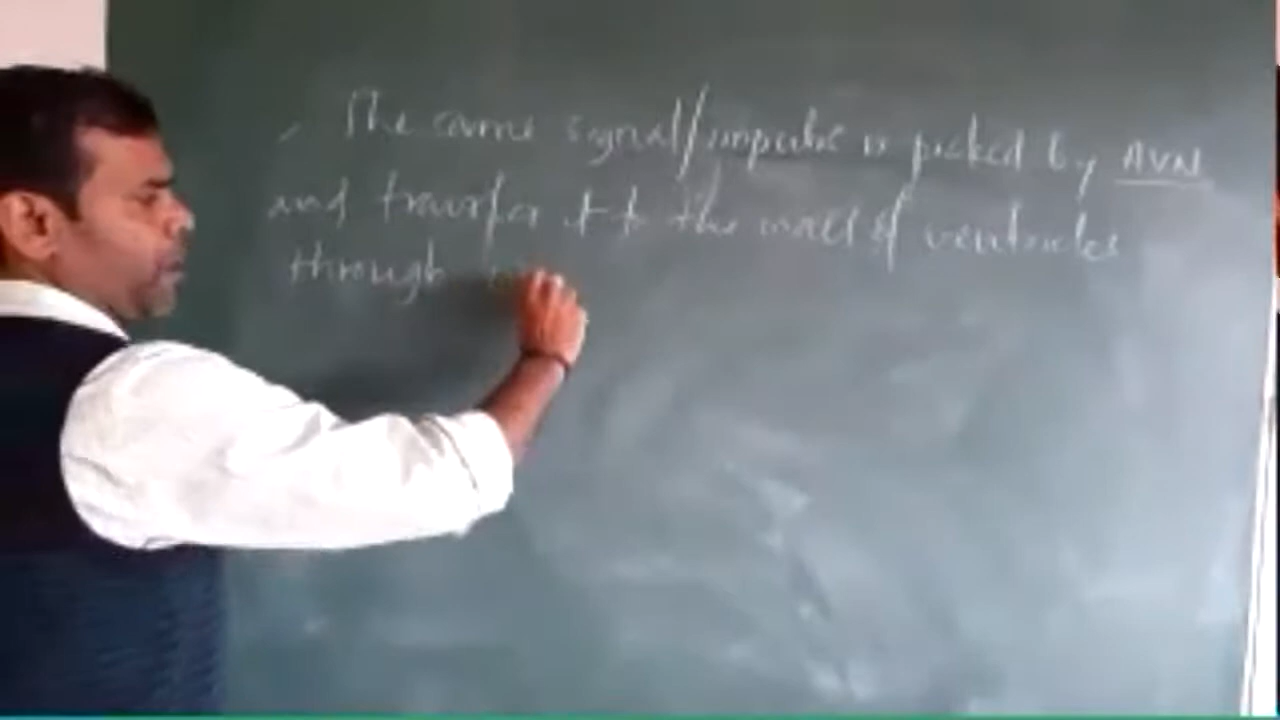 The same signal/impulse is picked by AVN
and transfer it to the wall of ventricles
through